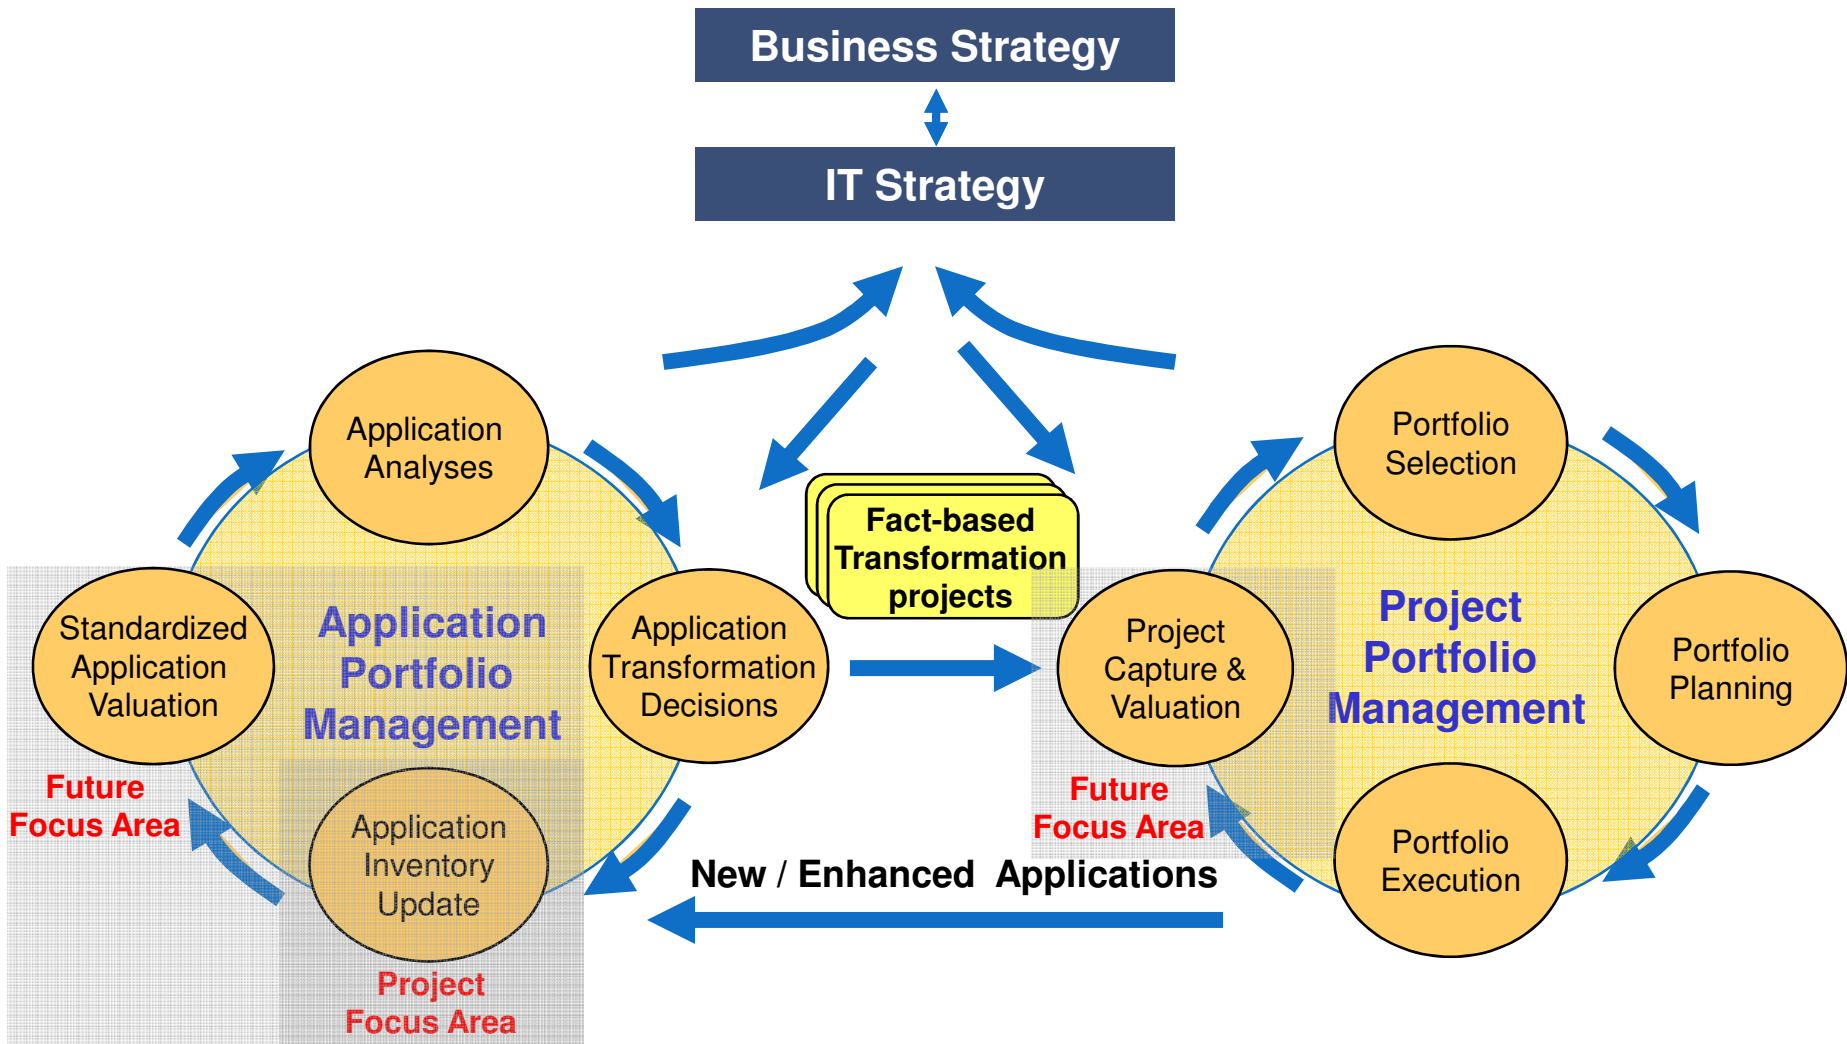 Business Strategy
IT Strategy
Application
Analyses
Portfolio
Selection
Fact-based
Transformation
projects
Standardized
Application
Valuation
Application
Portfolio
Management
Application
Transformation
Decisions
Project
Capture &
Valuation
Project
Portfolio
Management
Portfolio
Planning
Future
Focus Area
Application
Inventory
Update
Future
Focus Area
Portfolio
Execution
New / Enhanced Applications
Project
Focus Area